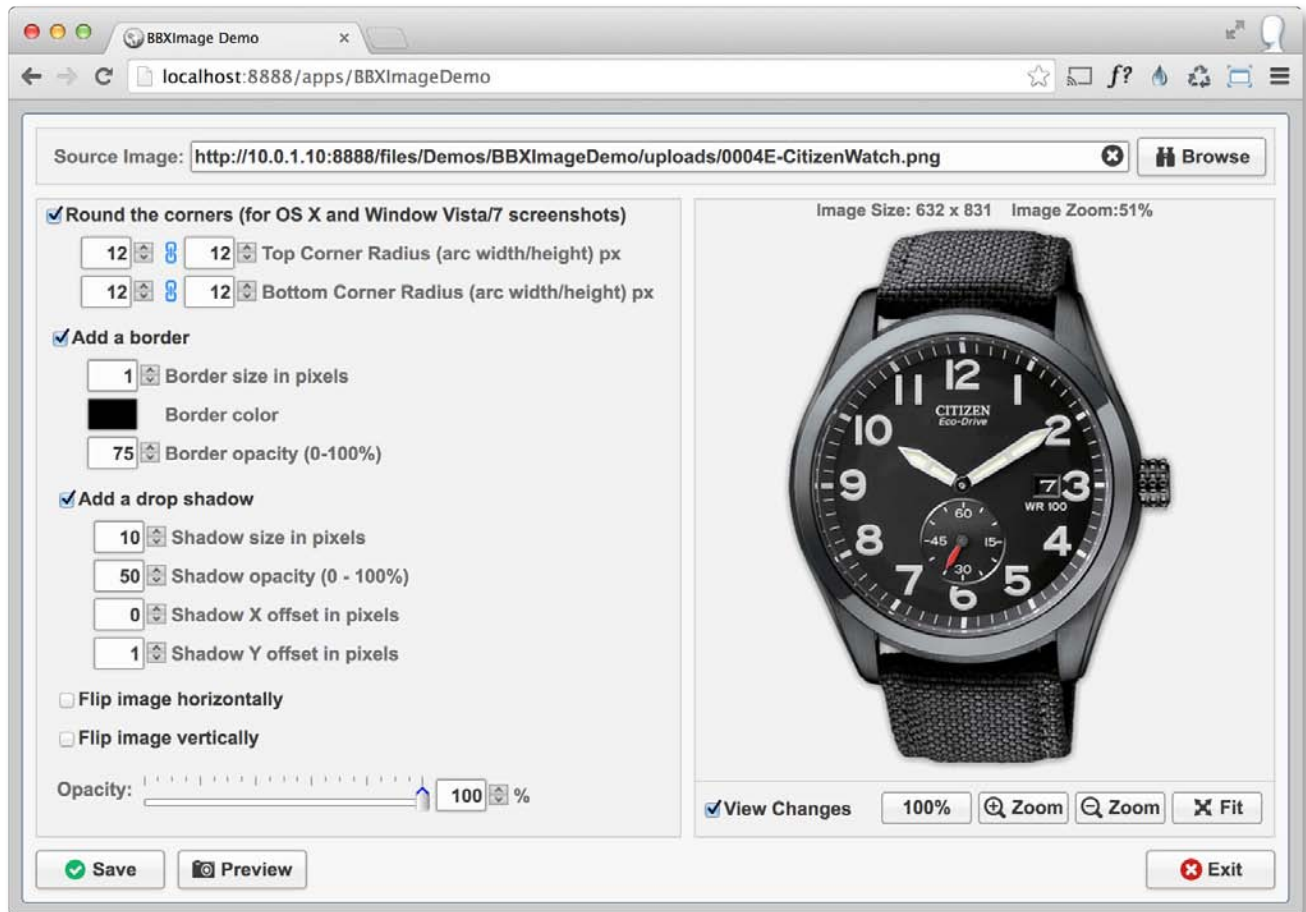 BBXImage Demo
localhost:8888/apps/BBXImageDemo
f?
Source Image: http://10.0.1.10:8888/files/Demos/BBXImageDemo/uploads/0004E-CitizenWatch.png Browse
Round the corners (for OS X and Window Vista/7 screenshots)
12 12 Top Corner Radius (arc width/height) px
12 12 Bottom Corner Radius (arc width/height) px
Add a border
1 Border size in pixels
Border color
75 Border opacity (0-100%)
Add a drop shadow
10 Shadow size in pixels
50 Shadow opacity (0 - 100%)
0 Shadow X offset in pixels
1 Shadow Y offset in pixels
Flip image horizontally
Flip image vertically
Opacity: 100 %
Image Size: 632 x 831 Image Zoom:51%
11 12 1
CITIZEN
Eco-Drive
10 2
9 7 3
WR 100
60
8 45 15 4
30
7 5
6
View Changes 100% Zoom Zoom Fit
Save Preview Exit